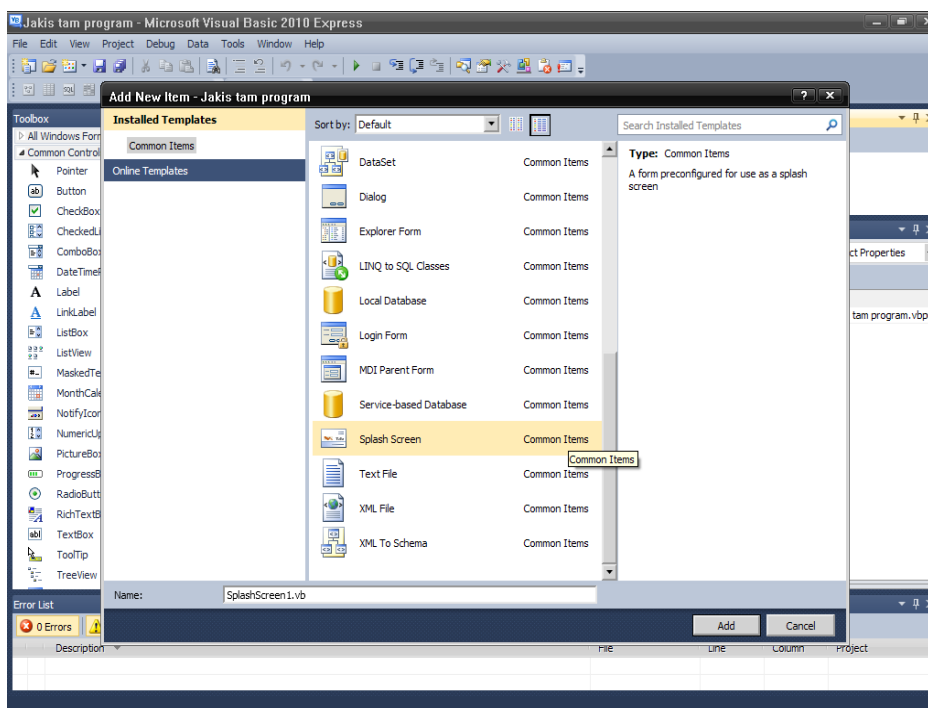 Jakis tam program - Microsoft Visual Basic 2010 Express
File Edit View Project Debug Data Tools Window Help
Add New Item - Jakis tam program
Toolbox
All Windows Forr
Common Control
Pointer
Button
CheckBox
CheckedLi
ComboBox
DateTimeP
Label
LinkLabel
ListBox
ListView
MaskedTe
MonthCale
NotifyIcon
NumericUp
PictureBox
ProgressB
RadioButt
RichTextB
TextBox
ToolTip
TreeView
Installed Templates
Common Items
Online Templates
Sort by: Default
Search Installed Templates
DataSet Common Items
Dialog Common Items
Explorer Form Common Items
LINQ to SQL Classes Common Items
Local Database Common Items
Login Form Common Items
MDI Parent Form Common Items
Service-based Database Common Items
Splash Screen Common Items
Common Items
Text File Common Items
XML File Common Items
XML To Schema Common Items
Type: Common Items
A form preconfigured for use as a splash
screen
ct Properties
tam program.vbp
Name: SplashScreen1.vb
Add Cancel
Error List
0 Errors
Description File Line Column Project